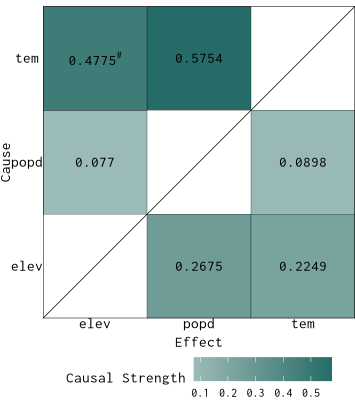 tem 0.4775# 0.5754
popd 0.077 0.0898
elev 0.2675 0.2249
Cause
elev popd tem
Effect
Causal Strength
0.1 0.2 0.3 0.4 0.5